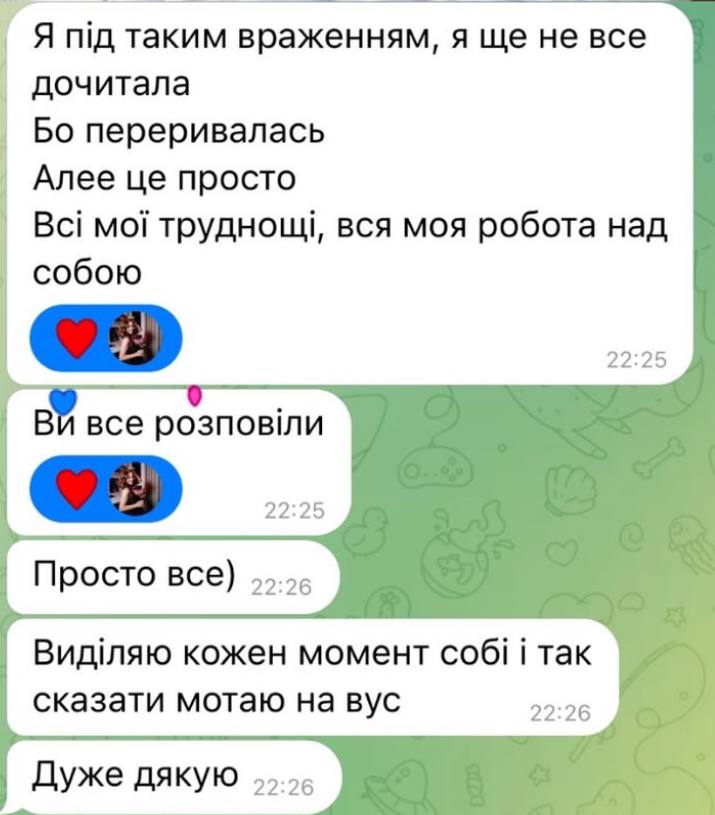 Я під таким враженням, я ще не все
дочитала
Бо переривалась
Алее це просто
Всі мої труднощі, вся моя робота над
собою
22:25
Ви все розповіли
22:25
Просто все) 22:26
Виділяю кожен момент собі і так
сказати мотаю на вус 22:26
Дуже дякую 22:26